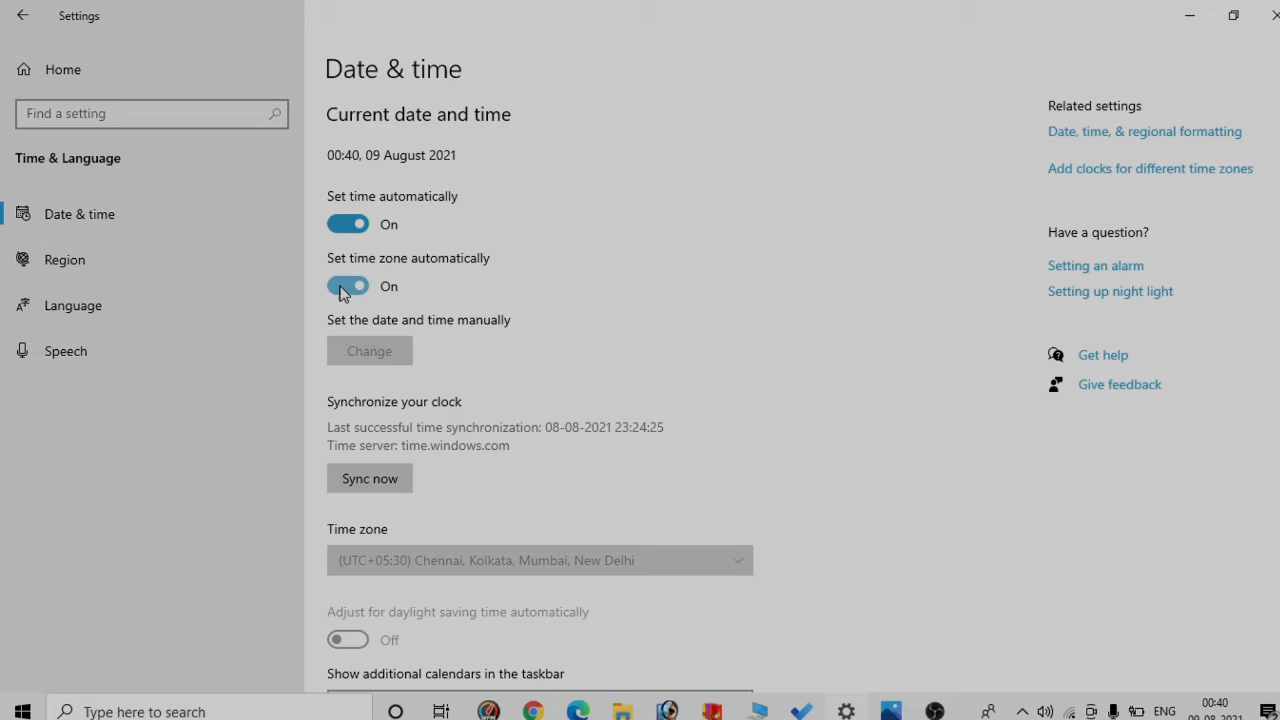 Settings
Home
Find a setting
Time & Language
Date & time
Region
Language
Speech
Date & time
Current date and time
00:40, 09 August 2021
Set time automatically
On
Set time zone automatically
On
Set the date and time manually
Change
Synchronize your clock
Last successful time synchronization: 08-08-2021 23:24:25
Time server: time.windows.com
Sync now
Time zone
(UTC+05:30) Chennai, Kolkata, Mumbai, New Delhi
Adjust for daylight saving time automatically
Off
Show additional calendars in the taskbar
Related settings
Date, time, & regional formatting
Add clocks for different time zones
Have a question?
Setting an alarm
Setting up night light
Get help
Give feedback
Type here to search
ENG
00:40
09-08-2021